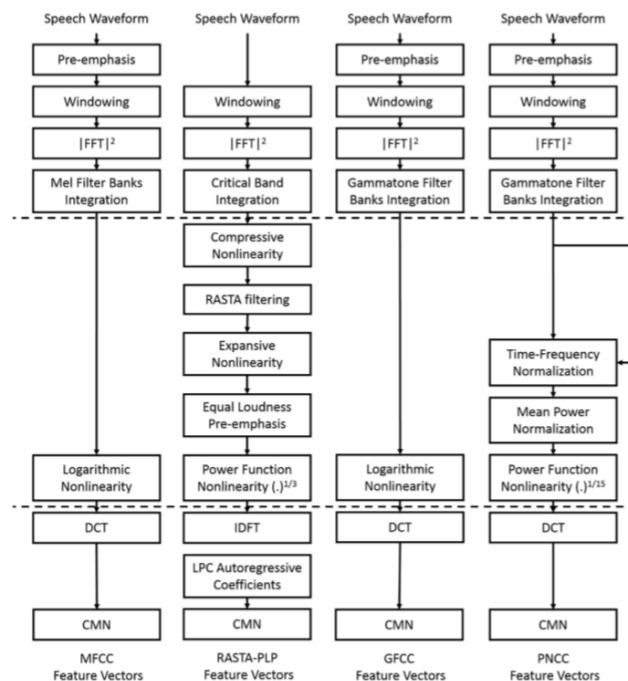 Speech Waveform
Pre-emphasis
Windowing
|FFT|²
Mel Filter Banks
Integration
Logarithmic
Nonlinearity
DCT
CMN
MFCC
Feature Vectors
Speech Waveform
Windowing
|FFT|²
Critical Band
Integration
Compressive
Nonlinearity
RASTA filtering
Expansive
Nonlinearity
Equal Loudness
Pre-emphasis
Power Function
Nonlinearity (.)¹/³
IDFT
LPC Autoregressive
Coefficients
CMN
RASTA-PLP
Feature Vectors
Speech Waveform
Pre-emphasis
Windowing
|FFT|²
Gammatone Filter
Banks Integration
Logarithmic
Nonlinearity
DCT
CMN
GFCC
Feature Vectors
Speech Waveform
Pre-emphasis
Windowing
|FFT|²
Gammatone Filter
Banks Integration
Time-Frequency
Normalization
Mean Power
Normalization
Power Function
Nonlinearity (.)¹/¹⁵
DCT
CMN
PNCC
Feature Vectors